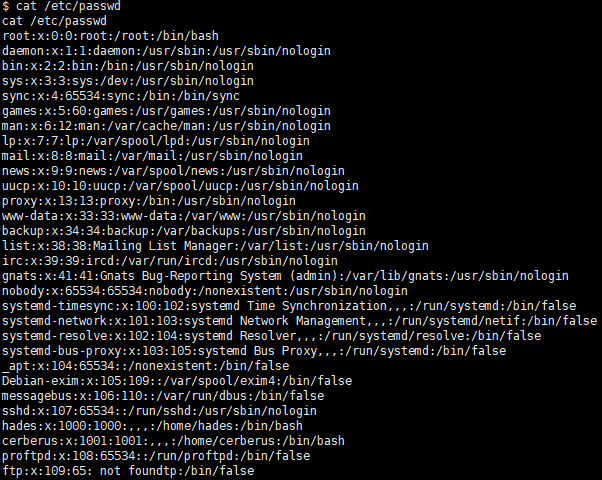 $ cat /etc/passwd
cat /etc/passwd
root:x:0:0:root:/root:/bin/bash
daemon:x:1:1:daemon:/usr/sbin:/usr/sbin/nologin
bin:x:2:2:bin:/bin:/usr/sbin/nologin
sys:x:3:3:sys:/dev:/usr/sbin/nologin
sync:x:4:65534:sync:/bin:/bin/sync
games:x:5:60:games:/usr/games:/usr/sbin/nologin
man:x:6:12:man:/var/cache/man:/usr/sbin/nologin
lp:x:7:7:lp:/var/spool/lpd:/usr/sbin/nologin
mail:x:8:8:mail:/var/mail:/usr/sbin/nologin
news:x:9:9:news:/var/spool/news:/usr/sbin/nologin
uucp:x:10:10:uucp:/var/spool/uucp:/usr/sbin/nologin
proxy:x:13:13:proxy:/bin:/usr/sbin/nologin
www-data:x:33:33:www-data:/var/www:/usr/sbin/nologin
backup:x:34:34:backup:/var/backups:/usr/sbin/nologin
list:x:38:38:Mailing List Manager:/var/list:/usr/sbin/nologin
irc:x:39:39:ircd:/var/run/ircd:/usr/sbin/nologin
gnats:x:41:41:Gnats Bug-Reporting System (admin):/var/lib/gnats:/usr/sbin/nologin
nobody:x:65534:65534:nobody:/nonexistent:/usr/sbin/nologin
systemd-timesync:x:100:102:systemd Time Synchronization,,,:/run/systemd:/bin/false
systemd-network:x:101:103:systemd Network Management,,,:/run/systemd/netif:/bin/false
systemd-resolve:x:102:104:systemd Resolver,,,:/run/systemd/resolve:/bin/false
systemd-bus-proxy:x:103:105:systemd Bus Proxy,,,:/run/systemd:/bin/false
_apt:x:104:65534::/nonexistent:/bin/false
Debian-exim:x:105:109::/var/spool/exim4:/bin/false
messagebus:x:106:110::/var/run/dbus:/bin/false
sshd:x:107:65534::/run/sshd:/usr/sbin/nologin
hades:x:1000:1000:,,,:/home/hades:/bin/bash
cerberus:x:1001:1001:,,,:/home/cerberus:/bin/bash
proftpd:x:108:65534::/run/proftpd:/bin/false
ftp:x:109:65: not foundtp:/bin/false